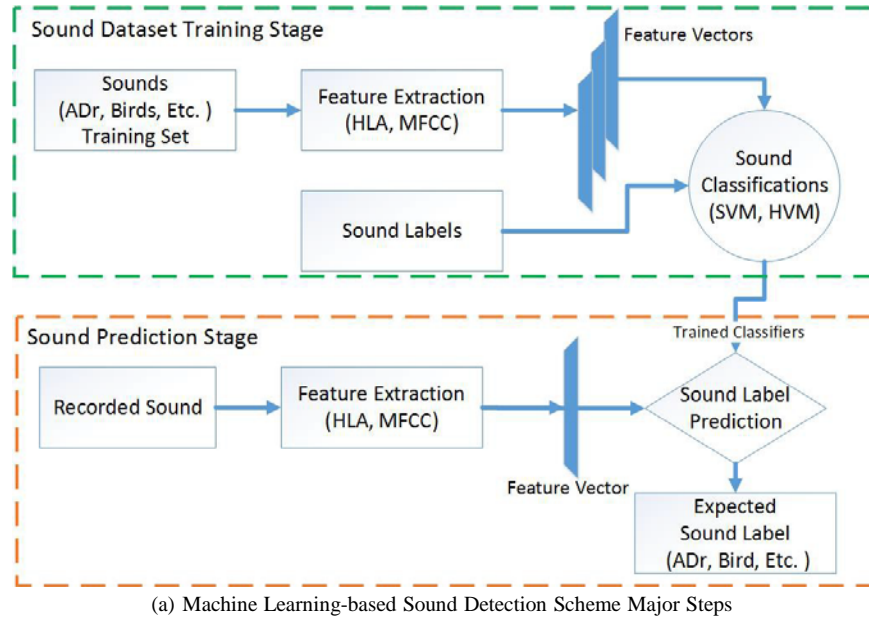 Sound Dataset Training Stage
Sounds
(ADr, Birds, Etc. )
Training Set
Feature Extraction
(HLA, MFCC)
Feature Vectors
Sound
Classifications
(SVM, HVM)
Sound Labels
Sound Prediction Stage
Trained Classifiers
Recorded Sound
Feature Extraction
(HLA, MFCC)
Feature Vector
Sound Label
Prediction
Expected
Sound Label
(ADr, Bird, Etc. )
(a) Machine Learning-based Sound Detection Scheme Major Steps